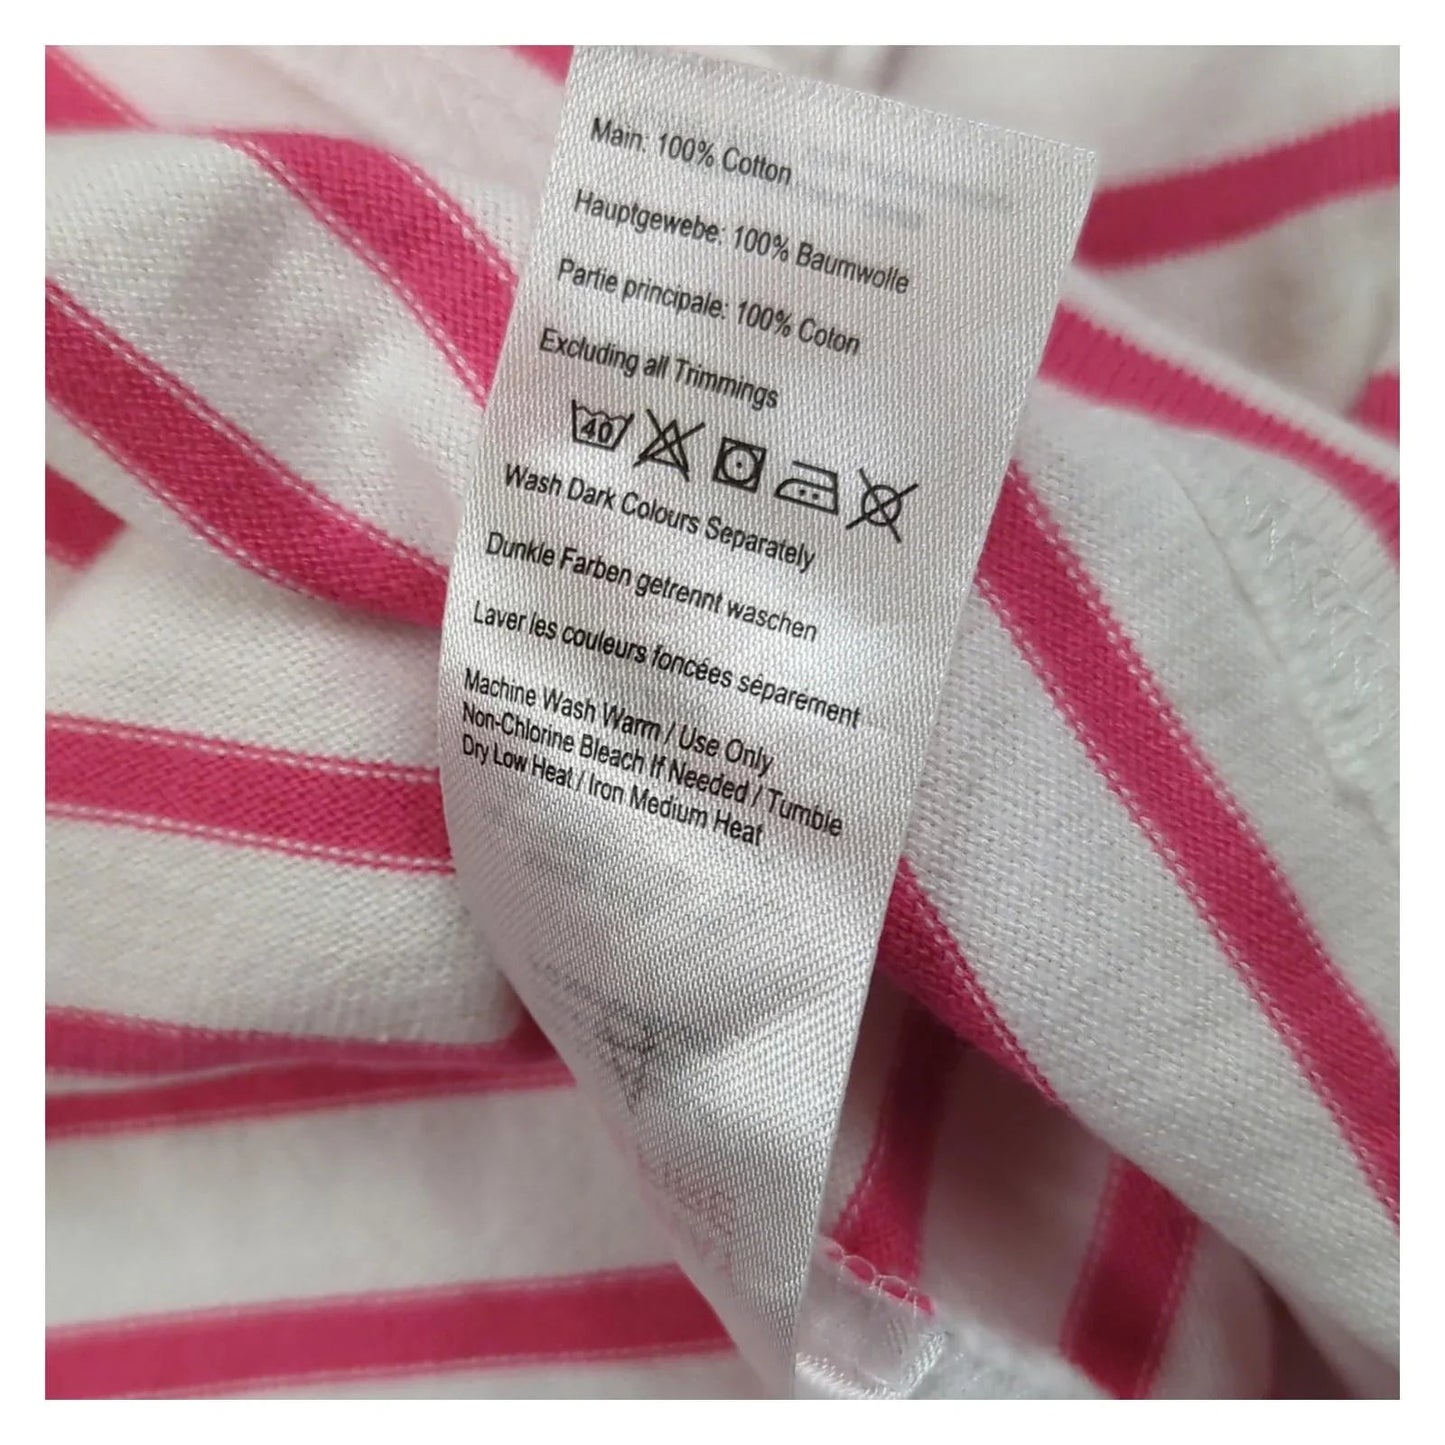 Main: 100% Cotton
Hauptgewebe: 100% Baumwolle
Partie principale: 100% Coton
Excluding all Trimmings
40
Wash Dark Colours Separately
Dunkle Farben getrennt waschen
Laver les couleurs foncées séparement
Machine Wash Warm / Use Only
Non-Chlorine Bleach If Needed / Tumble
Dry Low Heat / Iron Medium Heat